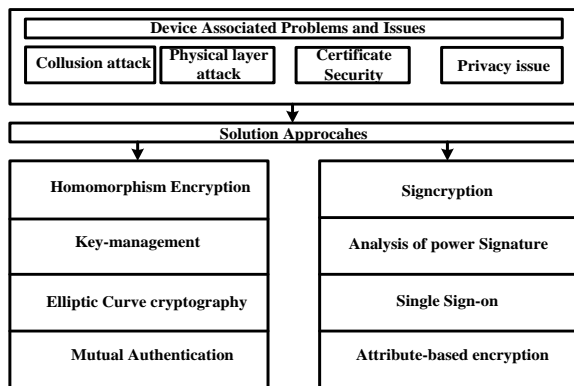 Device Associated Problems and Issues
Collusion attack
Physical layer
attack
Certificate
Security
Privacy issue
Solution Approcahes
Homomorphism Encryption
Key-management
Elliptic Curve cryptography
Mutual Authentication
Signcryption
Analysis of power Signature
Single Sign-on
Attribute-based encryption